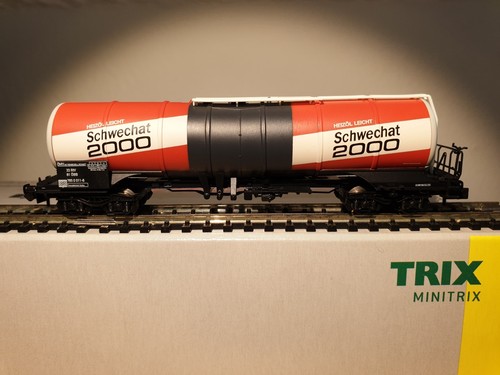 HEIZÖL LEICHT
Schwechat
2000
HEIZÖL LEICHT
Schwechat
2000
TRIX
MINITRIX